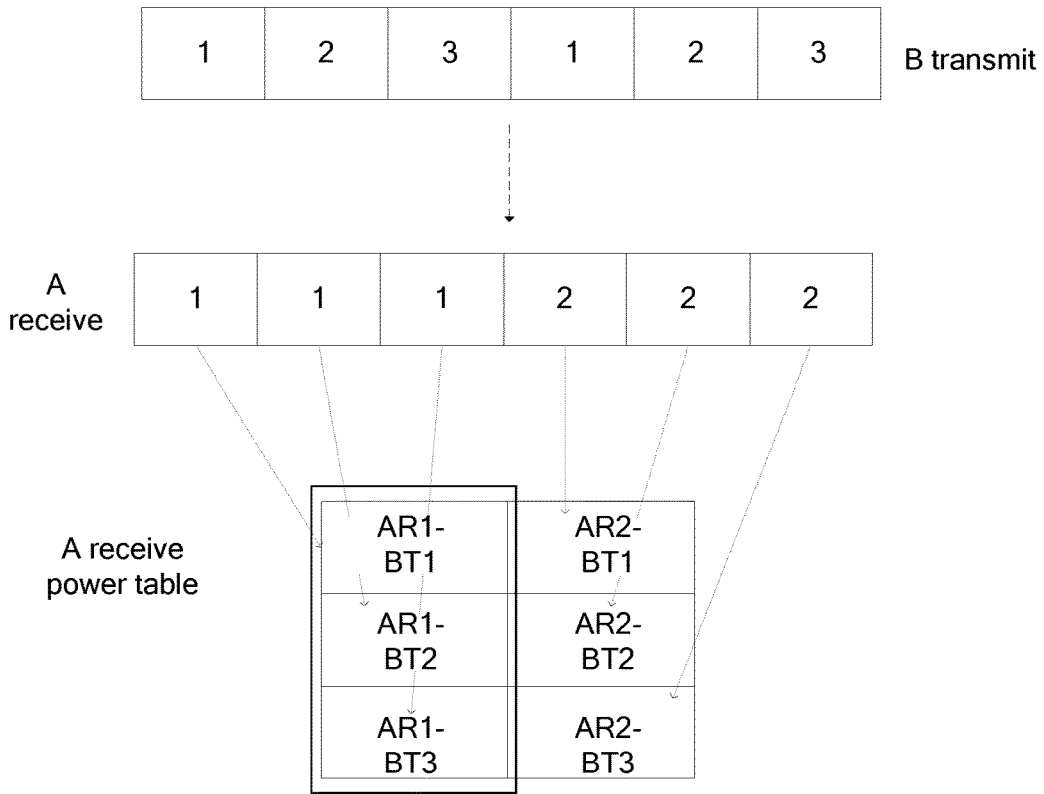 1 2 3 1 2 3
B transmit
A
receive
1 1 1 2 2 2
A receive
power table
AR1-
BT1
AR2-
BT1
AR1-
BT2
AR2-
BT2
AR1-
BT3
AR2-
BT3